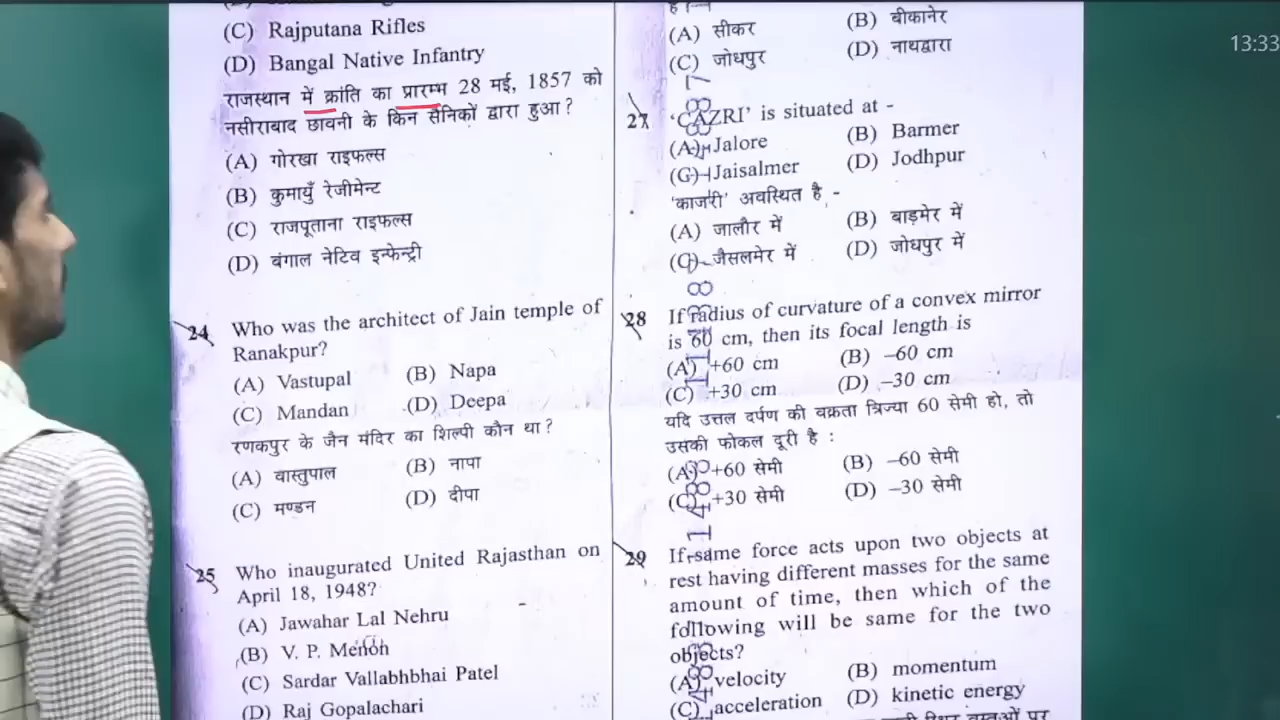 (C) Rajputana Rifles
(D) Bangal Native Infantry
राजस्थान में क्रांति का प्रारम्भ 28 मई, 1857 को
नसीराबाद छावनी के किन सैनिकों द्वारा हुआ ?
(A) गोरखा राइफल्स
(B) कुमायुँ रेजीमेन्ट
(C) राजपूताना राइफल्स
(D) बंगाल नेटिव इन्फेन्ट्री
24 Who was the architect of Jain temple of
Ranakpur?
(A) Vastupal (B) Napa
(C) Mandan (D) Deepa
रणकपुर के जैन मंदिर का शिल्पी कौन था ?
(A) वास्तुपाल (B) नापा
(C) मण्डन (D) दीपा
25 Who inaugurated United Rajasthan on
April 18, 1948?
(A) Jawahar Lal Nehru
(B) V. P. Menon
(C) Sardar Vallabhbhai Patel
(D) Raj Gopalachari
(A) सीकर (B) बीकानेर
(C) जोधपुर (D) नाथद्वारा
27 'CAZRI' is situated at -
(A) Jalore (B) Barmer
(C) Jaisalmer (D) Jodhpur
'काजरी' अवस्थित है -
(A) जालौर में (B) बाड़मेर में
(C) जैसलमेर में (D) जोधपुर में
28 If radius of curvature of a convex mirror
is 60 cm, then its focal length is
(A) +60 cm (B) –60 cm
(C) +30 cm (D) –30 cm
यदि उत्तल दर्पण की वक्रता त्रिज्या 60 सेमी हो, तो
उसकी फोकल दूरी है :
(A) +60 सेमी (B) –60 सेमी
(C) +30 सेमी (D) –30 सेमी
29 If same force acts upon two objects at
rest having different masses for the same
amount of time, then which of the
following will be same for the two
objects?
(A) velocity (B) momentum
(C) acceleration (D) kinetic energy
13:33